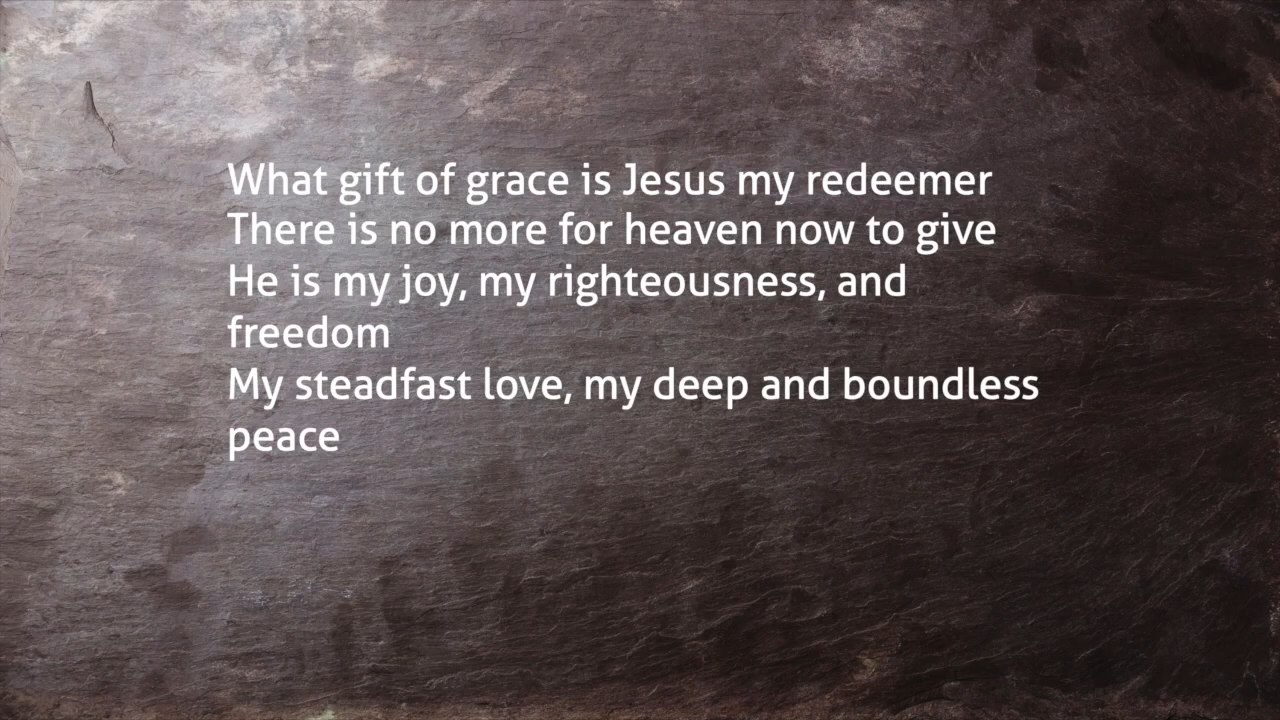 What gift of grace is Jesus my redeemer
There is no more for heaven now to give
He is my joy, my righteousness, and
freedom
My steadfast love, my deep and boundless
peace